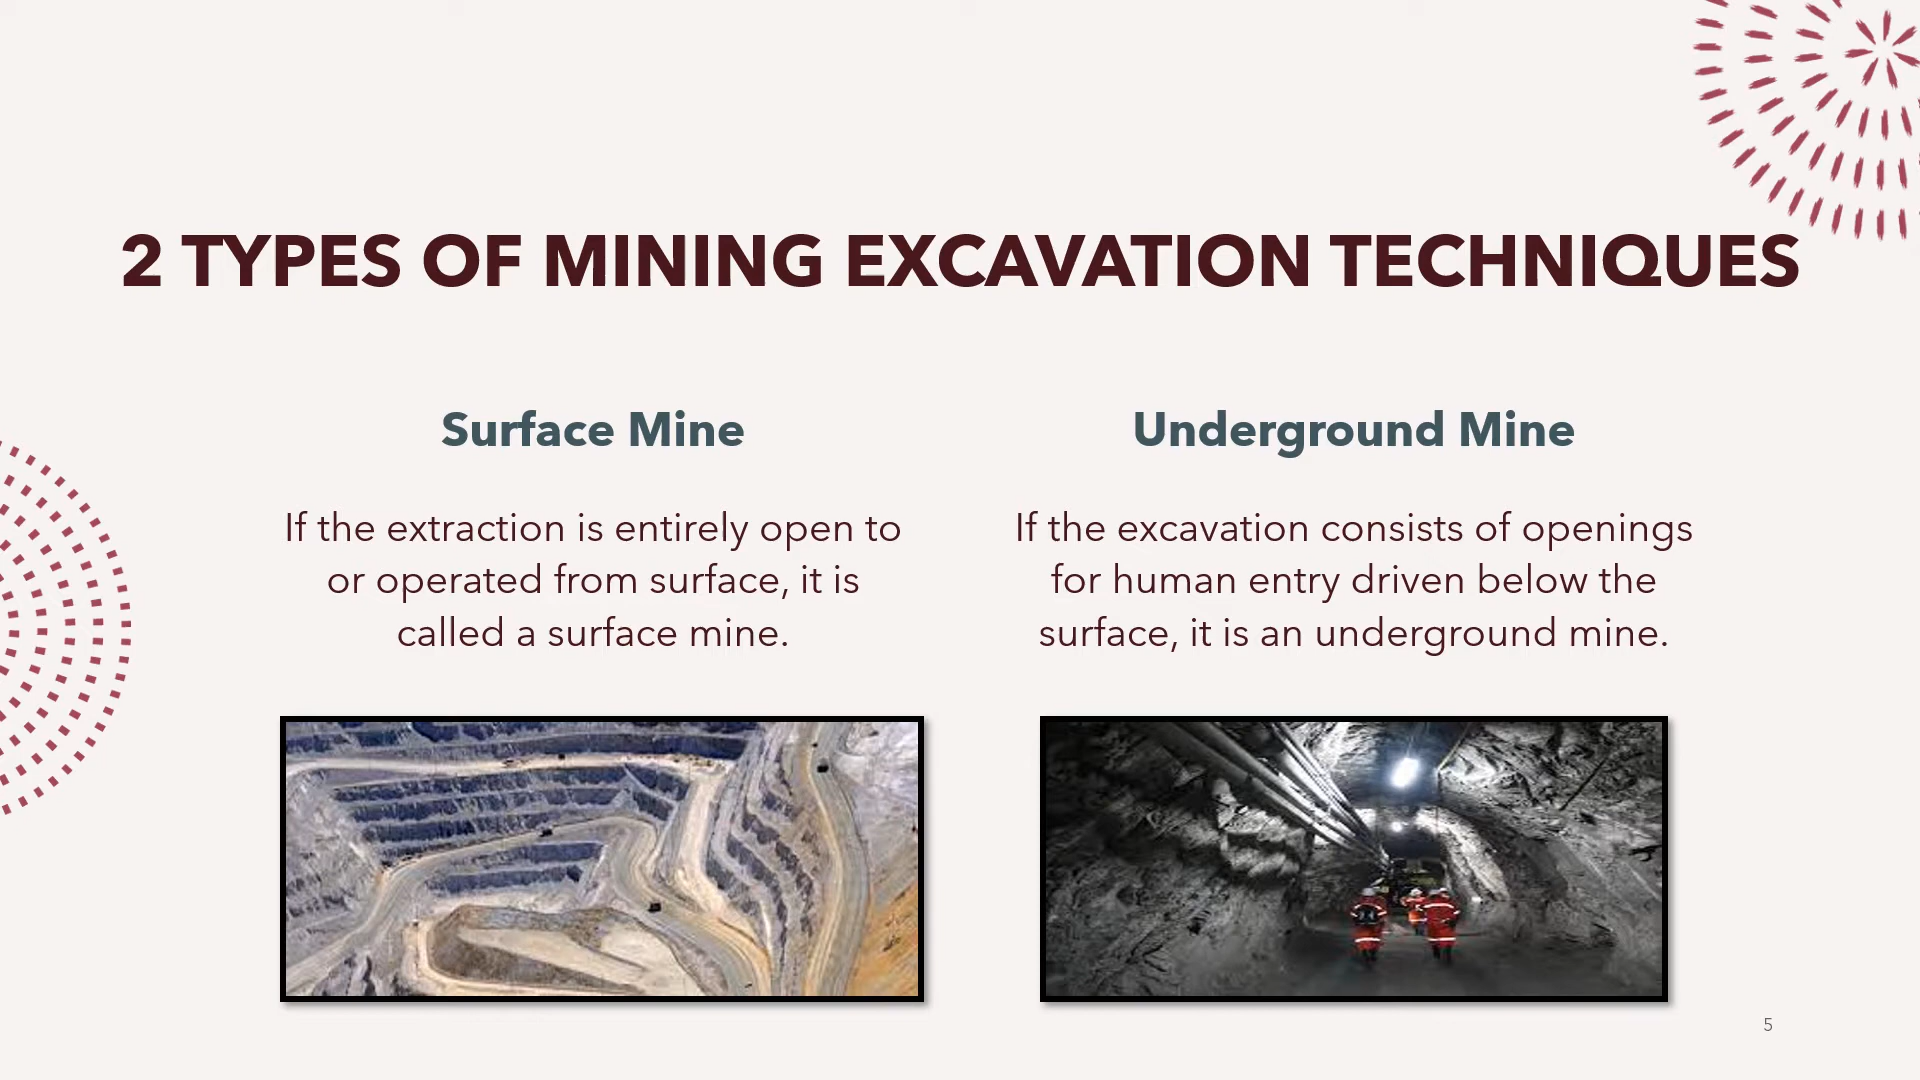 2 TYPES OF MINING EXCAVATION TECHNIQUES
Surface Mine
If the extraction is entirely open to
or operated from surface, it is
called a surface mine.
Underground Mine
If the excavation consists of openings
for human entry driven below the
surface, it is an underground mine.
5